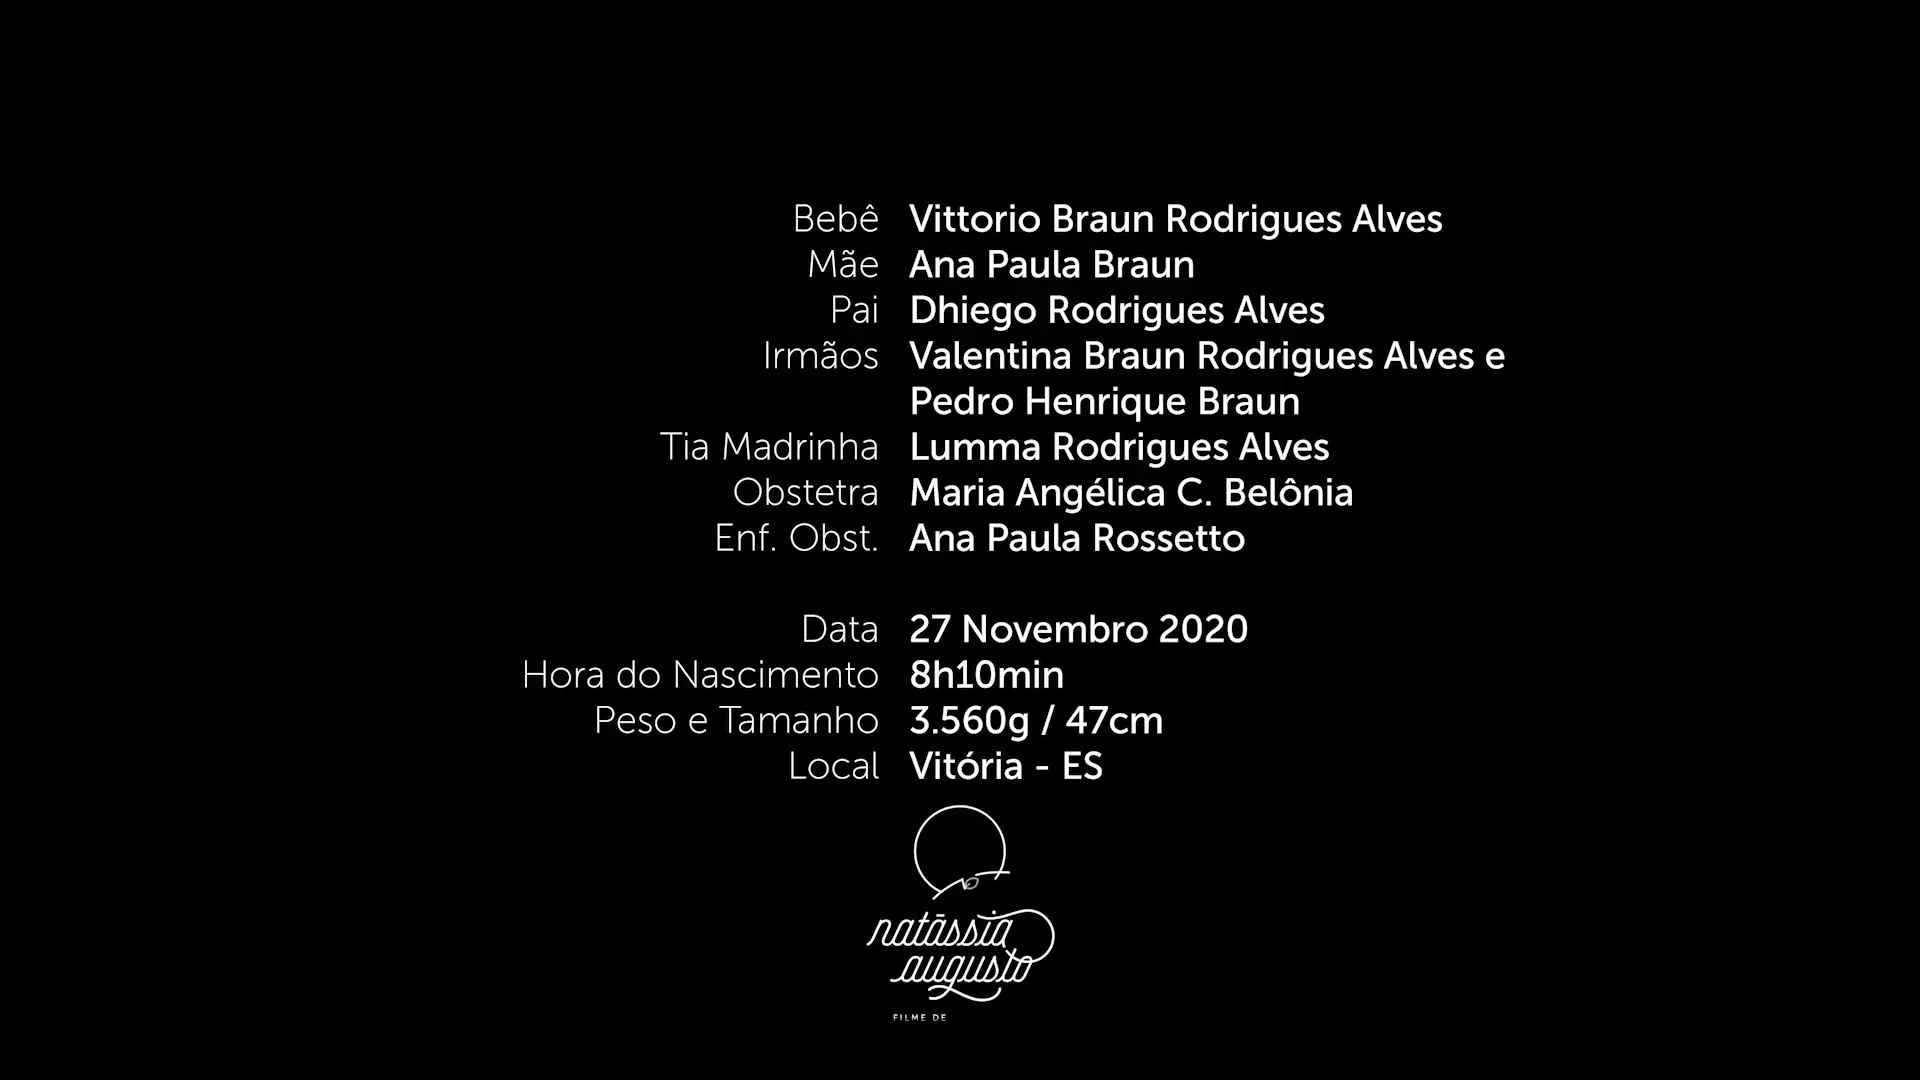 Bebê Vittorio Braun Rodrigues Alves
Mãe Ana Paula Braun
Pai Dhiego Rodrigues Alves
Irmãos Valentina Braun Rodrigues Alves e
Pedro Henrique Braun
Tia Madrinha Lumma Rodrigues Alves
Obstetra Maria Angélica C. Belônia
Enf. Obst. Ana Paula Rossetto
Data 27 Novembro 2020
Hora do Nascimento 8h10min
Peso e Tamanho 3.560g / 47cm
Local Vitória - ES
natássia
augusto
FILME DE